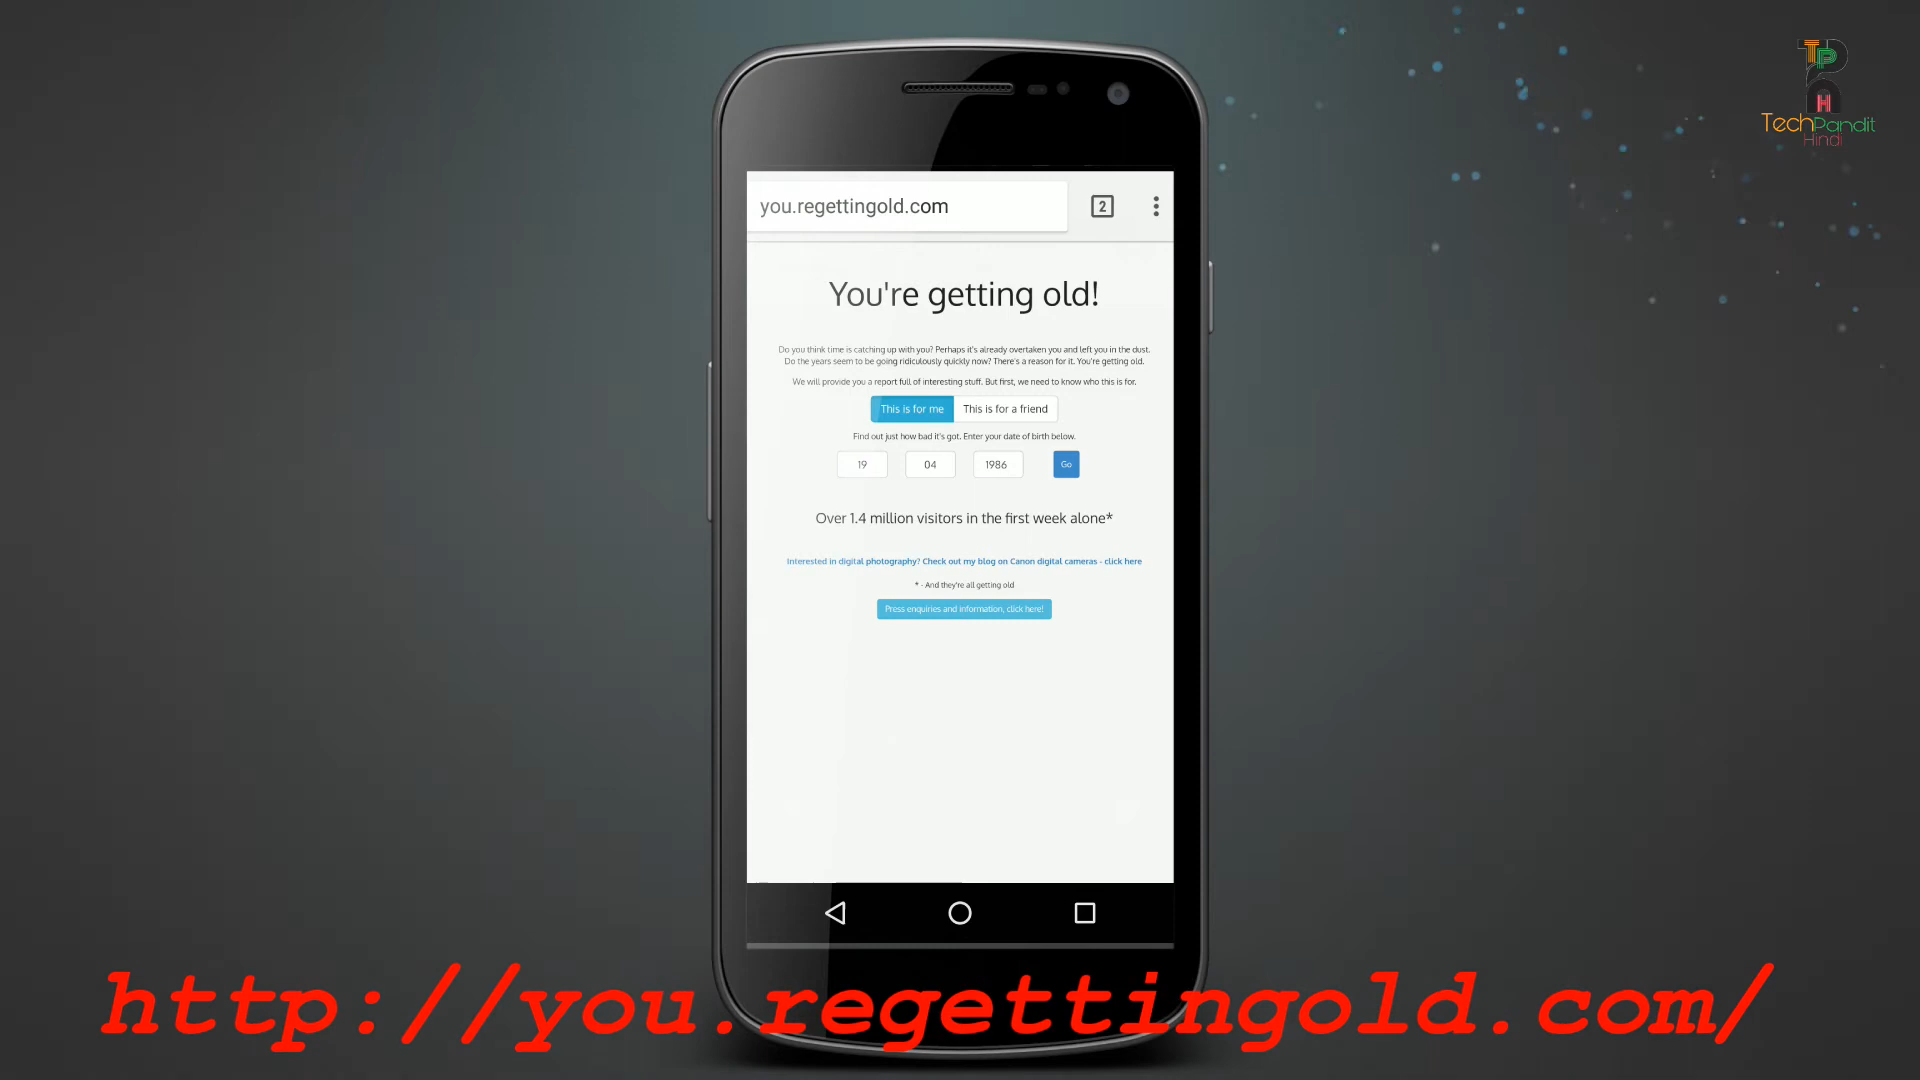 TP
H
TechPandit
Hindi
you.regettingold.com
2
You're getting old!
Do you think time is catching up with you? Perhaps it's already overtaken you and left you in the dust.
Do the years seem to be going ridiculously quickly now? There's a reason for it. You're getting old.
We will provide you a report full of interesting stuff. But first, we need to know who this is for.
This is for me This is for a friend
Find out just how bad it's got. Enter your date of birth below.
19 04 1986 Go
Over 1.4 million visitors in the first week alone*
Interested in digital photography? Check out my blog on Canon digital cameras - click here
* - And they're all getting old
Press enquiries and information, click here!
http://you.regettingold.com/